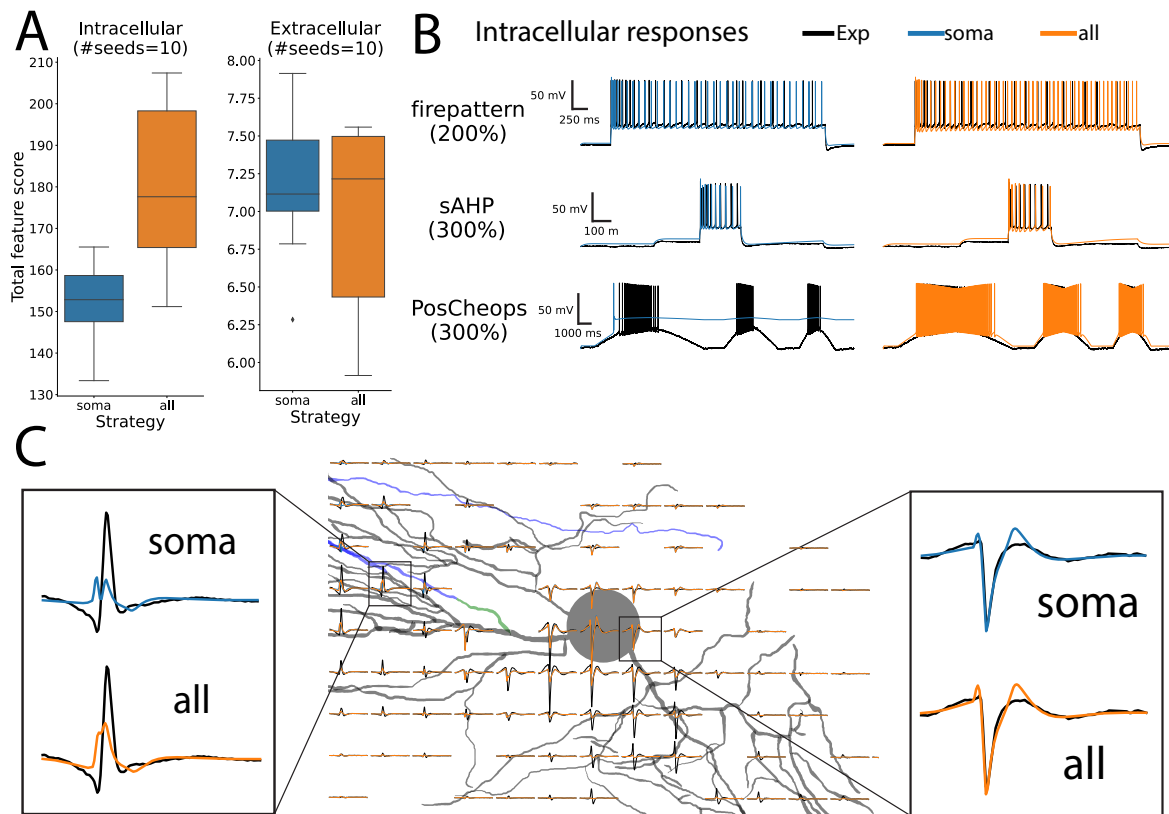 A
Intracellular
(#seeds=10)
Extracellular
(#seeds=10)
Total feature score
210
200
190
180
170
160
150
140
130
soma
all
Strategy
8.00
7.75
7.50
7.25
7.00
6.75
6.50
6.25
6.00
soma
all
Strategy
B
Intracellular responses
Exp
soma
all
firepattern
(200%)
50 mV
250 ms
sAHP
(300%)
50 mV
100 m
PosCheops
(300%)
50 mV
1000 ms
C
soma
all
soma
all